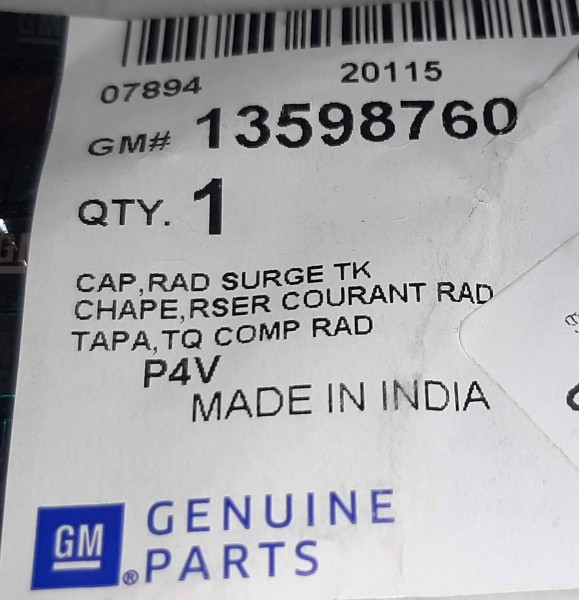 07894 20115
GM# 13598760
QTY. 1
CAP,RAD SURGE TK
CHAPE,RSER COURANT RAD
TAPA,TQ COMP RAD
P4V
MADE IN INDIA
GM
® GENUINE
PARTS